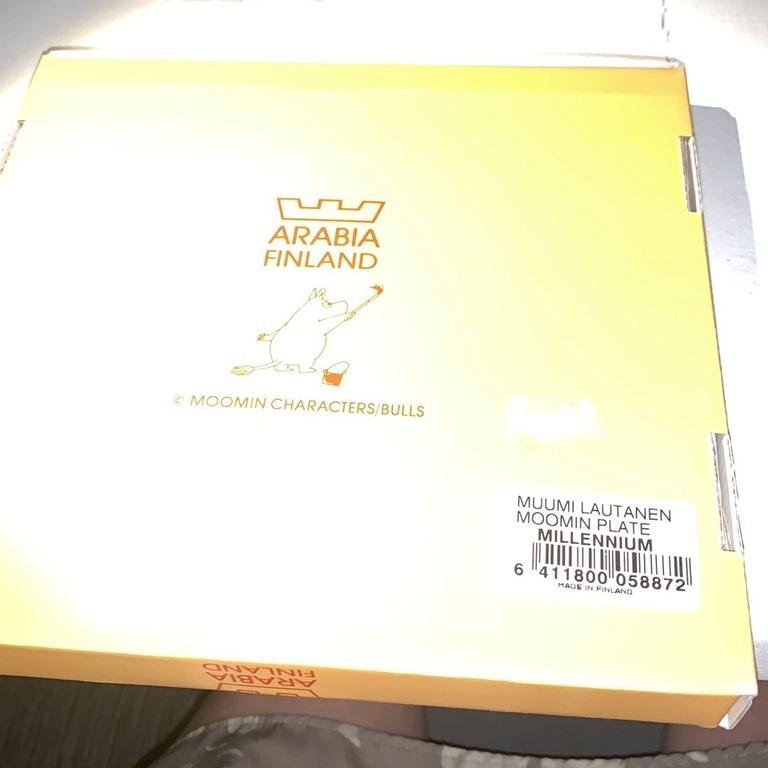 ARABIA
FINLAND
© MOOMIN CHARACTERS/BULLS
MUUMI LAUTANEN
MOOMIN PLATE
MILLENNIUM
6 411800 058872
MADE IN FINLAND
ARABIA
FINLAND